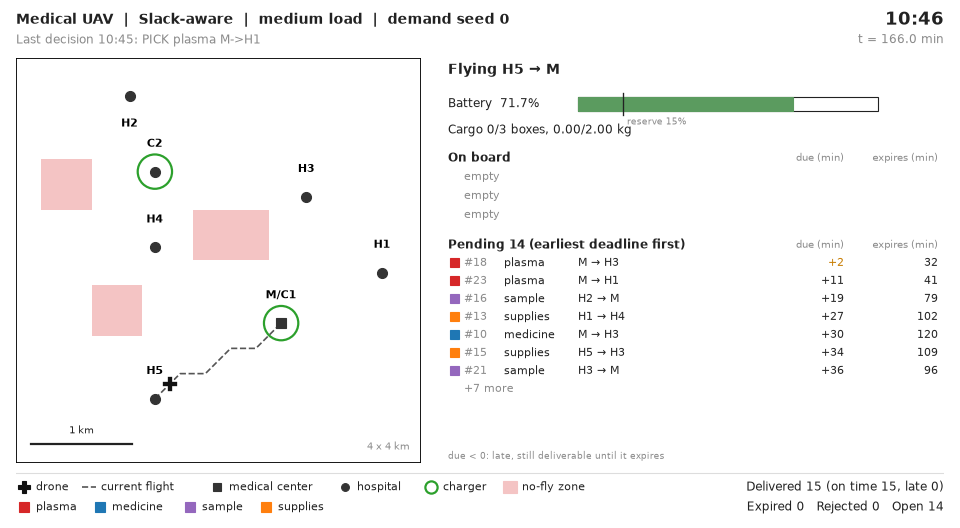 Medical UAV | Slack-aware | medium load | demand seed 0
10:46
Last decision 10:45: PICK plasma M->H1
t = 166.0 min
H2
C2
H3
H4
H1
M/C1
H5
1 km
4 x 4 km
Flying H5 → M
Battery 71.7%
reserve 15%
Cargo 0/3 boxes, 0.00/2.00 kg
On board due (min) expires (min)
empty
empty
empty
Pending 14 (earliest deadline first) due (min) expires (min)
#18 plasma M → H3 +2 32
#23 plasma M → H1 +11 41
#16 sample H2 → M +19 79
#13 supplies H1 → H4 +27 102
#10 medicine M → H3 +30 120
#15 supplies H5 → H3 +34 109
#21 sample H3 → M +36 96
+7 more
due < 0: late, still deliverable until it expires
drone current flight medical center hospital charger no-fly zone
plasma medicine sample supplies
Delivered 15 (on time 15, late 0)
Expired 0 Rejected 0 Open 14